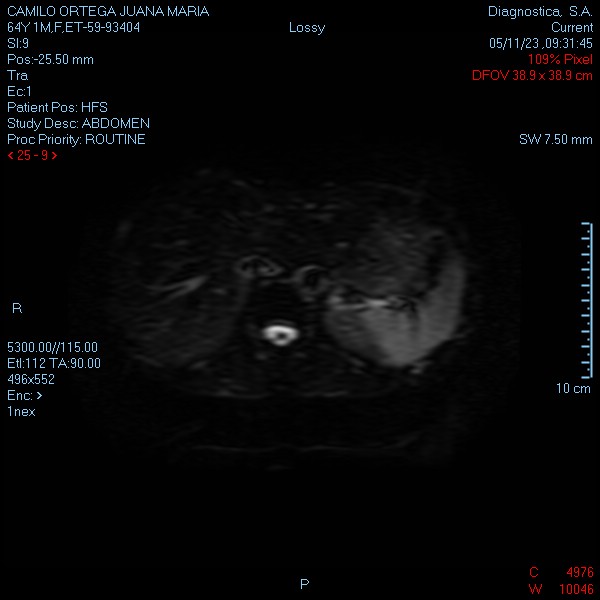 CAMILO ORTEGA JUANA MARIA
64Y 1M,F,ET-59-93404
Sl:9
Pos:-25.50 mm
Tra
Ec:1
Patient Pos: HFS
Study Desc: ABDOMEN
Proc Priority: ROUTINE
< 25 - 9 >
Lossy
Diagnostica, S.A.
Current
05/11/23 ,09:31:45
109% Pixel
DFOV 38.9 x 38.9 cm
SW 7.50 mm
R
5300.00//115.00
Etl:112 TA:90.00
496x552
Enc: >
1nex
10 cm
P
C 4976
W 10046